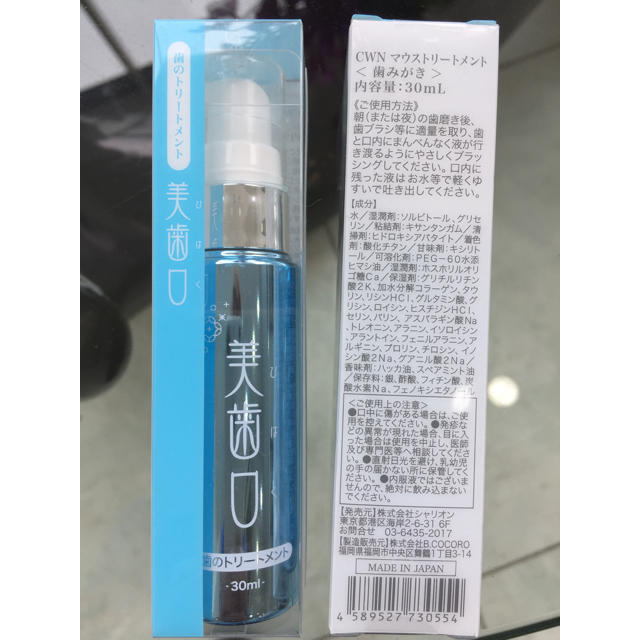 歯のトリートメント
美歯口
ひはく
美歯口
ひはく
歯のトリートメント
-30ml-
CWN マウストリートメント
＜ 歯みがき ＞
内容量：30mL
《ご使用方法》
朝（または夜）の歯磨き後、
歯ブラシ等に適量を取り、歯
と口内にまんべんなく液が行
き渡るようにやさしくブラッ
シングしてください。口内に
残った液はお水等で軽くゆ
すいで吐き出してください。
【成分】
水／湿潤剤：ソルビトール、グリセ
リン／粘結剤：キサンタンガム／清
掃剤：ヒドロキシアパタイト／着色
剤：酸化チタン／甘味剤：キシリト
ール／可溶化剤：PEG－60水添
ヒマシ油／湿潤剤：ホスホリルオリ
ゴ糖Ca／保湿剤：グリチルリチン
酸2K、加水分解コラーゲン、タウ
リン、リシンHCl、グルタミン酸、グ
リシン、ロイシン、ヒスチジンHCl、
セリン、バリン、アスパラギン酸Na
、トレオニン、アラニン、イソロイシン
、アラントイン、フェニルアラニン、ア
ルギニン、プロリン、チロシン、イノ
シン酸2Na、グアニル酸2Na／
香味剤：ハッカ油、スペアミント油
／保存料：銀、酢酸、フィチン酸、炭
酸水素Na、フェノキシエタノール
＜ご使用上の注意＞
●口中に傷がある場合は、ご使
用を控えてください。●発疹な
どの異常が現れた場合、目に入
った場合は使用を中止し、医師
及び専門医等へ相談してください。
●直射日光を避け、乳幼児
の手の届かない所に保管してく
ださい。●内服液ではございま
せんので、絶対に飲み込まない
でください。
【発売元】株式会社シャリオン
東京都港区海岸2-6-31 6F
お問合せ 03-6435-2017
【製造販売元】株式会社B.COCORO
福岡県福岡市中央区舞鶴1丁目3-14
MADE IN JAPAN
4 589527 730554